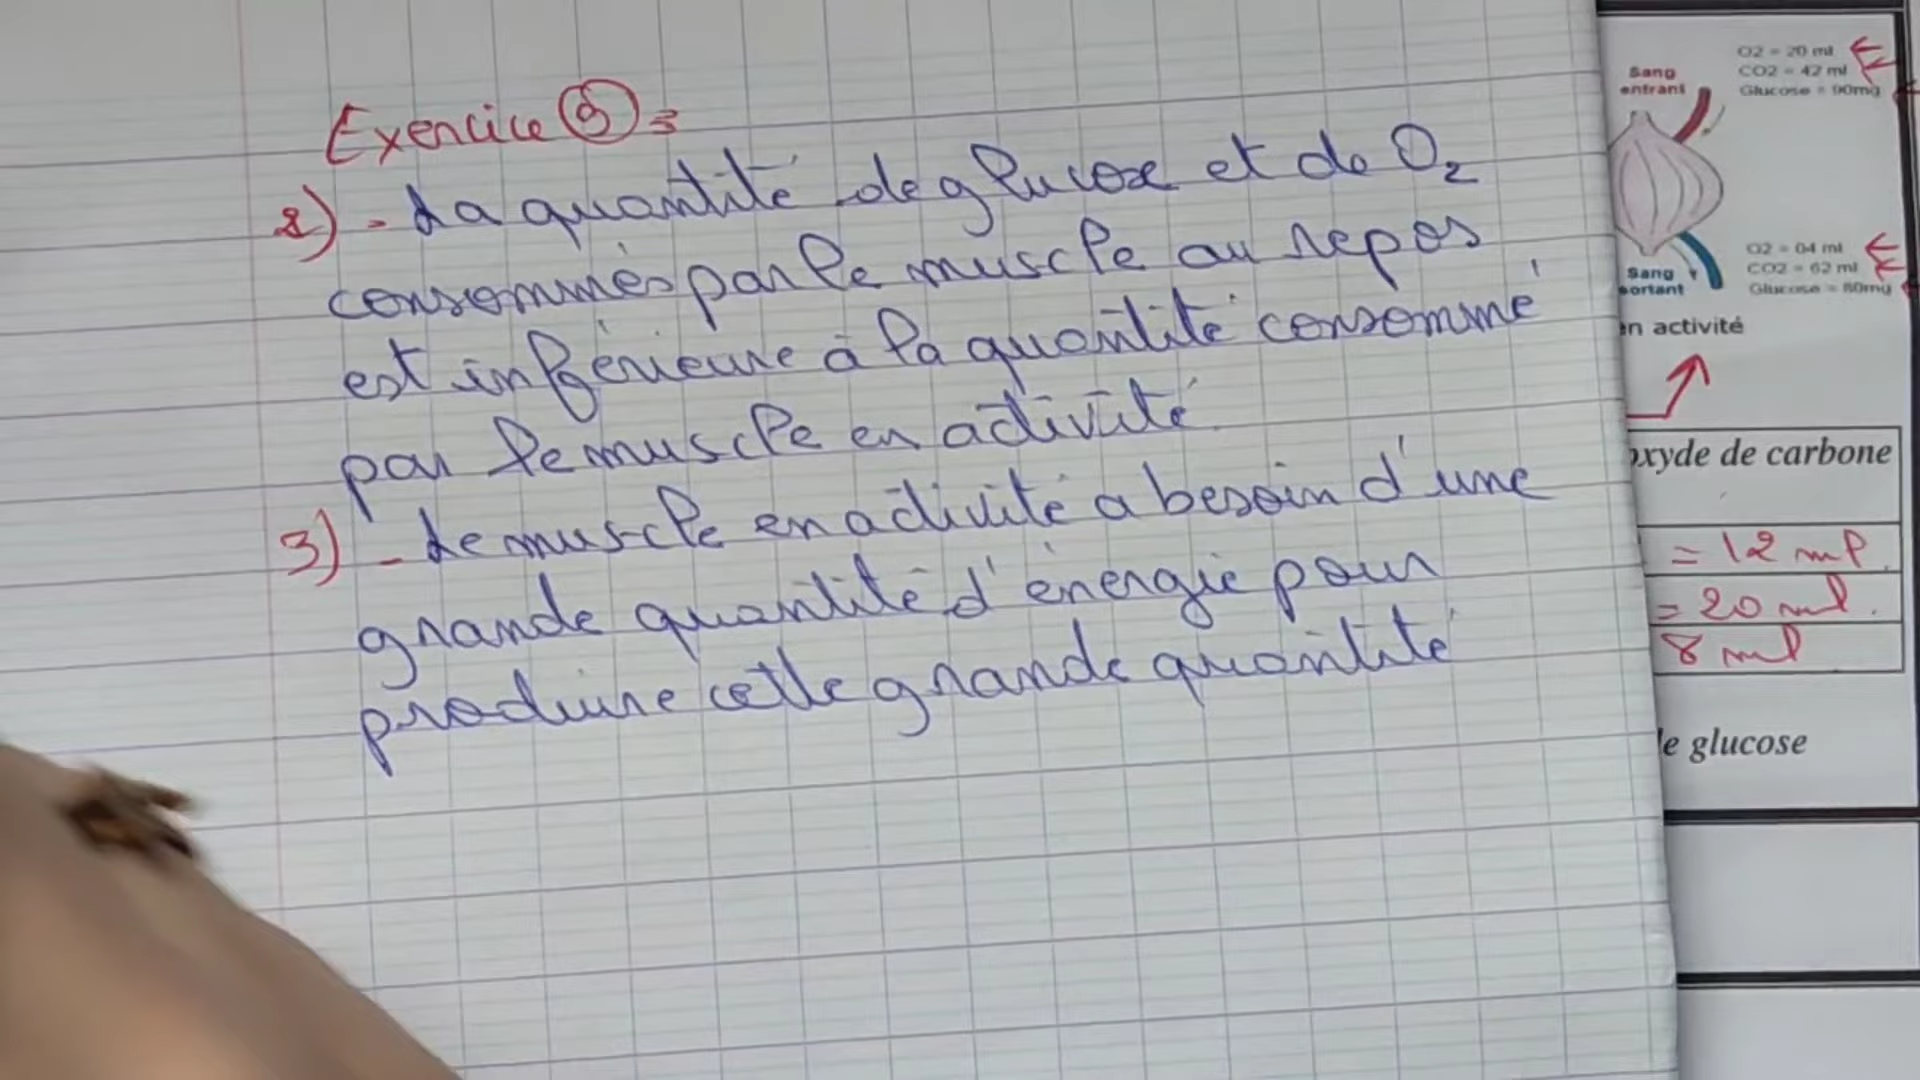 Exercice 3 :
2) - La quantité de glucose et de O2
consommés par le muscle au repos
est inférieure à la quantité consommé
par le muscle en activité.
3) - Le muscle en activité a besoin d'une
grande quantité d'énergie pour
produire cette grande quantité
O2 = 20 ml
CO2 = 42 ml
Glucose = 90mg
Sang
entrant
O2 = 04 ml
CO2 = 62 ml
Glucose = 80mg
Sang
sortant
en activité
oxyde de carbone
= 12 ml
= 20 ml.
8 ml
le glucose